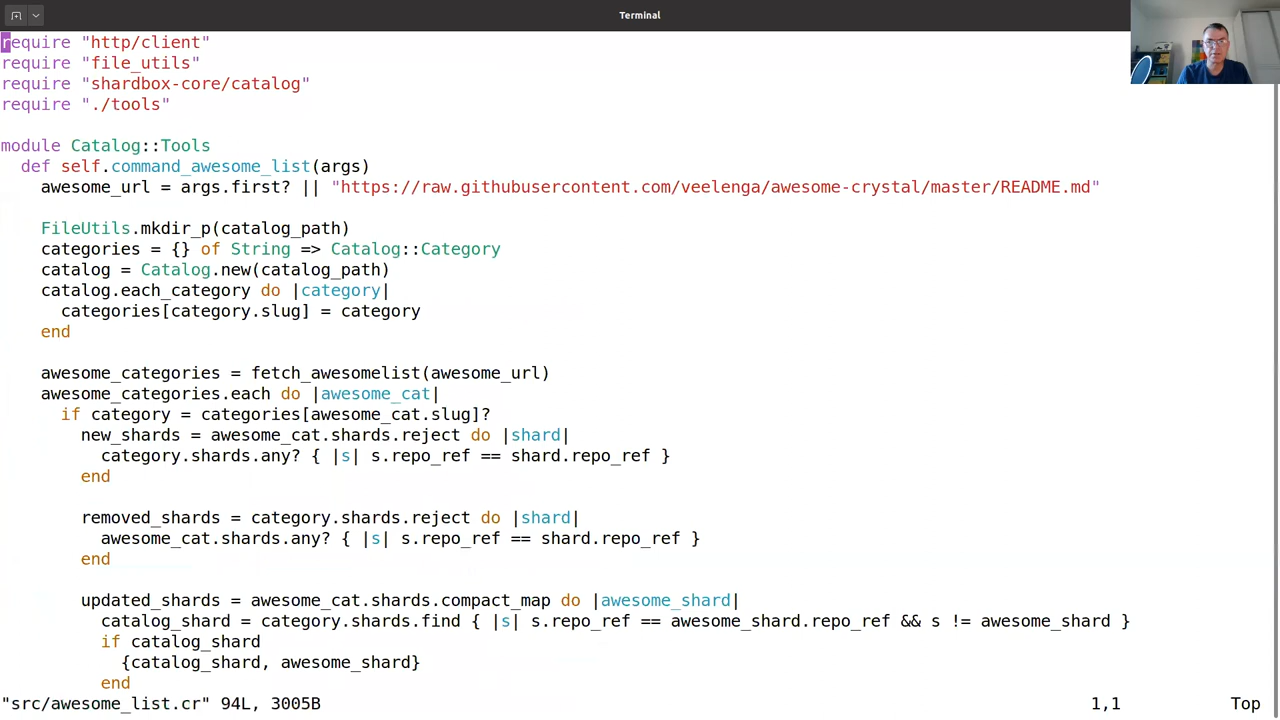 Terminal
require "http/client"
require "file_utils"
require "shardbox-core/catalog"
require "./tools"
module Catalog::Tools
  def self.command_awesome_list(args)
    awesome_url = args.first? || "https://raw.githubusercontent.com/veelenga/awesome-crystal/master/README.md"
    FileUtils.mkdir_p(catalog_path)
    categories = {} of String => Catalog::Category
    catalog = Catalog.new(catalog_path)
    catalog.each_category do |category|
      categories[category.slug] = category
    end
    awesome_categories = fetch_awesomelist(awesome_url)
    awesome_categories.each do |awesome_cat|
      if category = categories[awesome_cat.slug]?
        new_shards = awesome_cat.shards.reject do |shard|
          category.shards.any? { |s| s.repo_ref == shard.repo_ref }
        end
        removed_shards = category.shards.reject do |shard|
          awesome_cat.shards.any? { |s| s.repo_ref == shard.repo_ref }
        end
        updated_shards = awesome_cat.shards.compact_map do |awesome_shard|
          catalog_shard = category.shards.find { |s| s.repo_ref == awesome_shard.repo_ref && s != awesome_shard }
          if catalog_shard
            {catalog_shard, awesome_shard}
          end
"src/awesome_list.cr" 94L, 3005B 1,1 Top